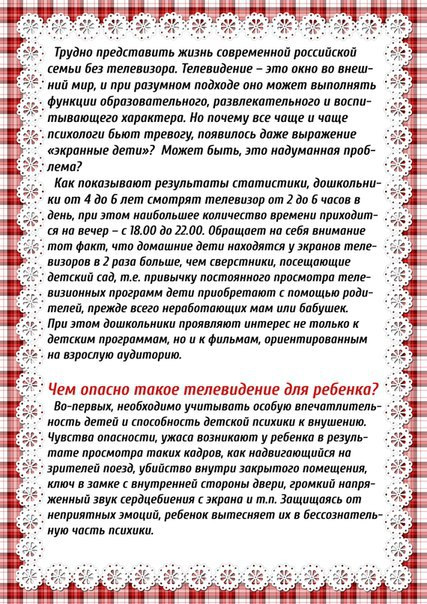 Трудно представить жизнь современной российской
семьи без телевизора. Телевидение – это окно во внеш-
ний мир, и при разумном подходе оно может выполнять
функции образовательного, развлекательного и воспи-
тывающего характера. Но почему все чаще и чаще
психологи бьют тревогу, появилось даже выражение
«экранные дети»? Может быть, это надуманная проб-
лема?
Как показывают результаты статистики, дошкольни-
ки от 4 до 6 лет смотрят телевизор от 2 до 6 часов в
день, при этом наибольшее количество времени приходит-
ся на вечер – с 18.00 до 22.00. Обращает на себя внимание
тот факт, что домашние дети находятся у экранов теле-
визоров в 2 раза больше, чем сверстники, посещающие
детский сад, т.е. привычку постоянного просмотра теле-
визионных программ дети приобретают с помощью роди-
телей, прежде всего неработающих мам или бабушек.
При этом дошкольники проявляют интерес не только к
детским программам, но и к фильмам, ориентированным
на взрослую аудиторию.
Чем опасно такое телевидение для ребенка?
Во-первых, необходимо учитывать особую впечатлитель-
ность детей и способность детской психики к внушению.
Чувства опасности, ужаса возникают у ребенка в резуль-
тате просмотра таких кадров, как надвигающийся на
зрителей поезд, убийство внутри закрытого помещения,
ключ в замке с внутренней стороны двери, громкий напря-
женный звук сердцебиения с экрана и т.п. Защищаясь от
неприятных эмоций, ребенок вытесняет их в бессознатель-
ную часть психики.